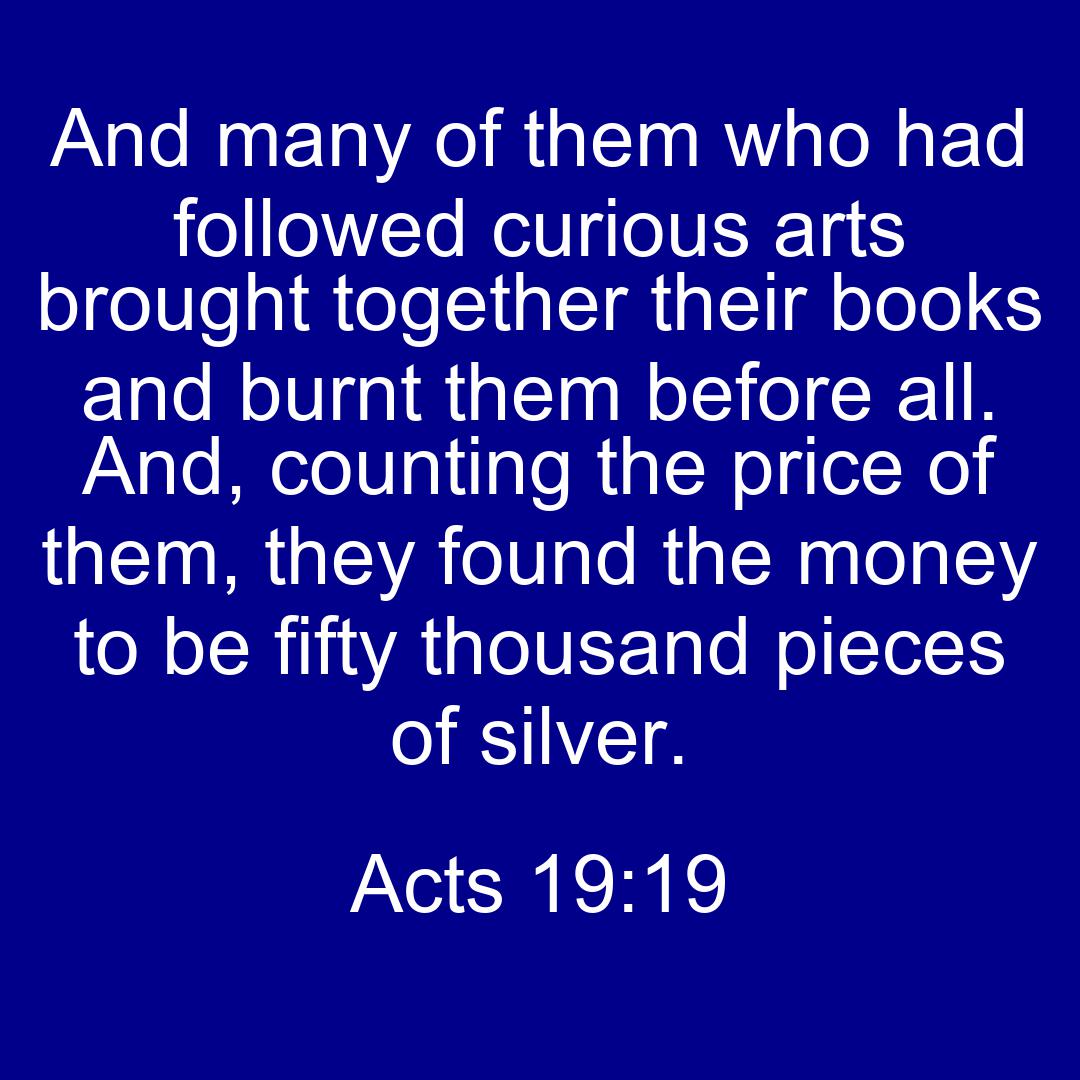 And many of them who had
followed curious arts
brought together their books
and burnt them before all.
And, counting the price of
them, they found the money
to be fifty thousand pieces
of silver.
Acts 19:19